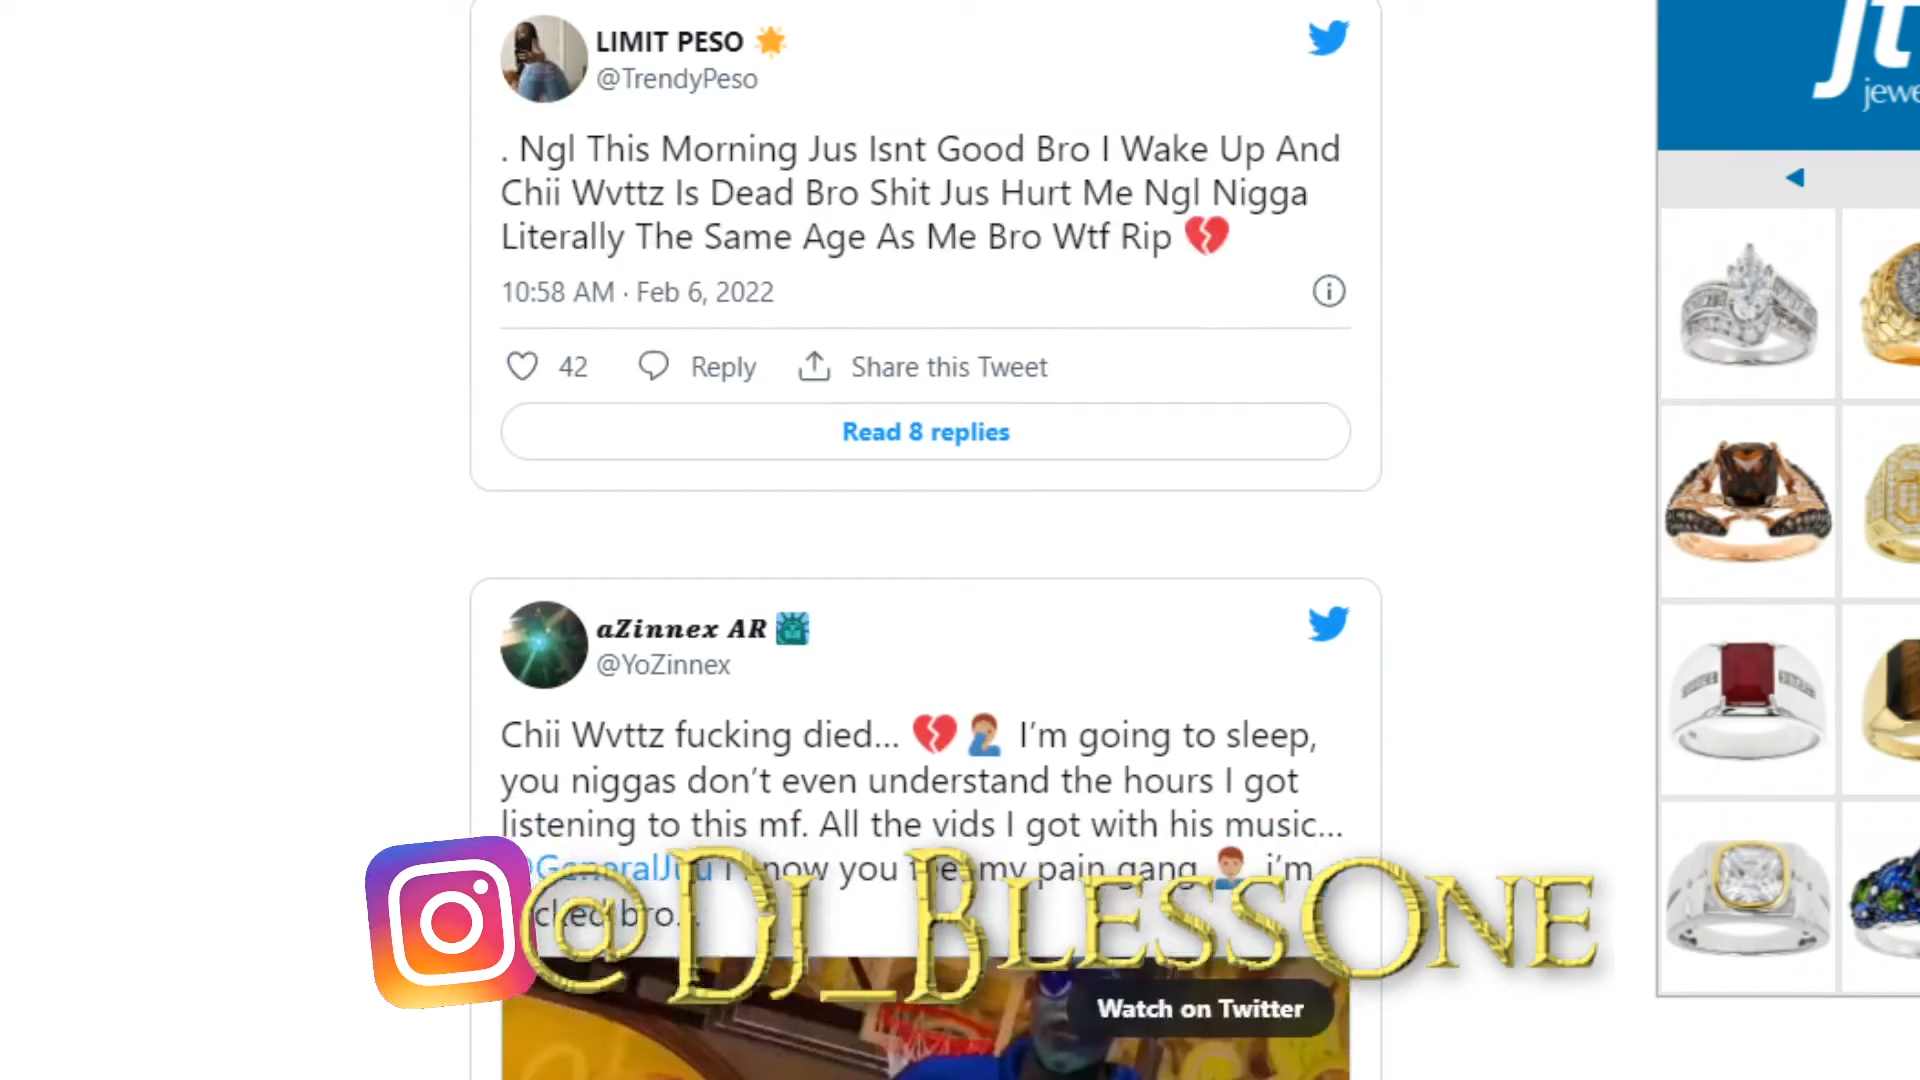 LIMIT PESO
@TrendyPeso
. Ngl This Morning Jus Isnt Good Bro I Wake Up And
Chii Wvttz Is Dead Bro Shit Jus Hurt Me Ngl Nigga
Literally The Same Age As Me Bro Wtf Rip 💔
10:58 AM · Feb 6, 2022
42 Reply Share this Tweet
Read 8 replies
aZinnex AR
@YoZinnex
Chii Wvttz fucking died... 💔🤦🏽‍♂️ I'm going to sleep,
you niggas don't even understand the hours I got
listening to this mf. All the vids I got with his music...
you my pain gang i'm
bro.
@Dj_BlessOne
Watch on Twitter
jt